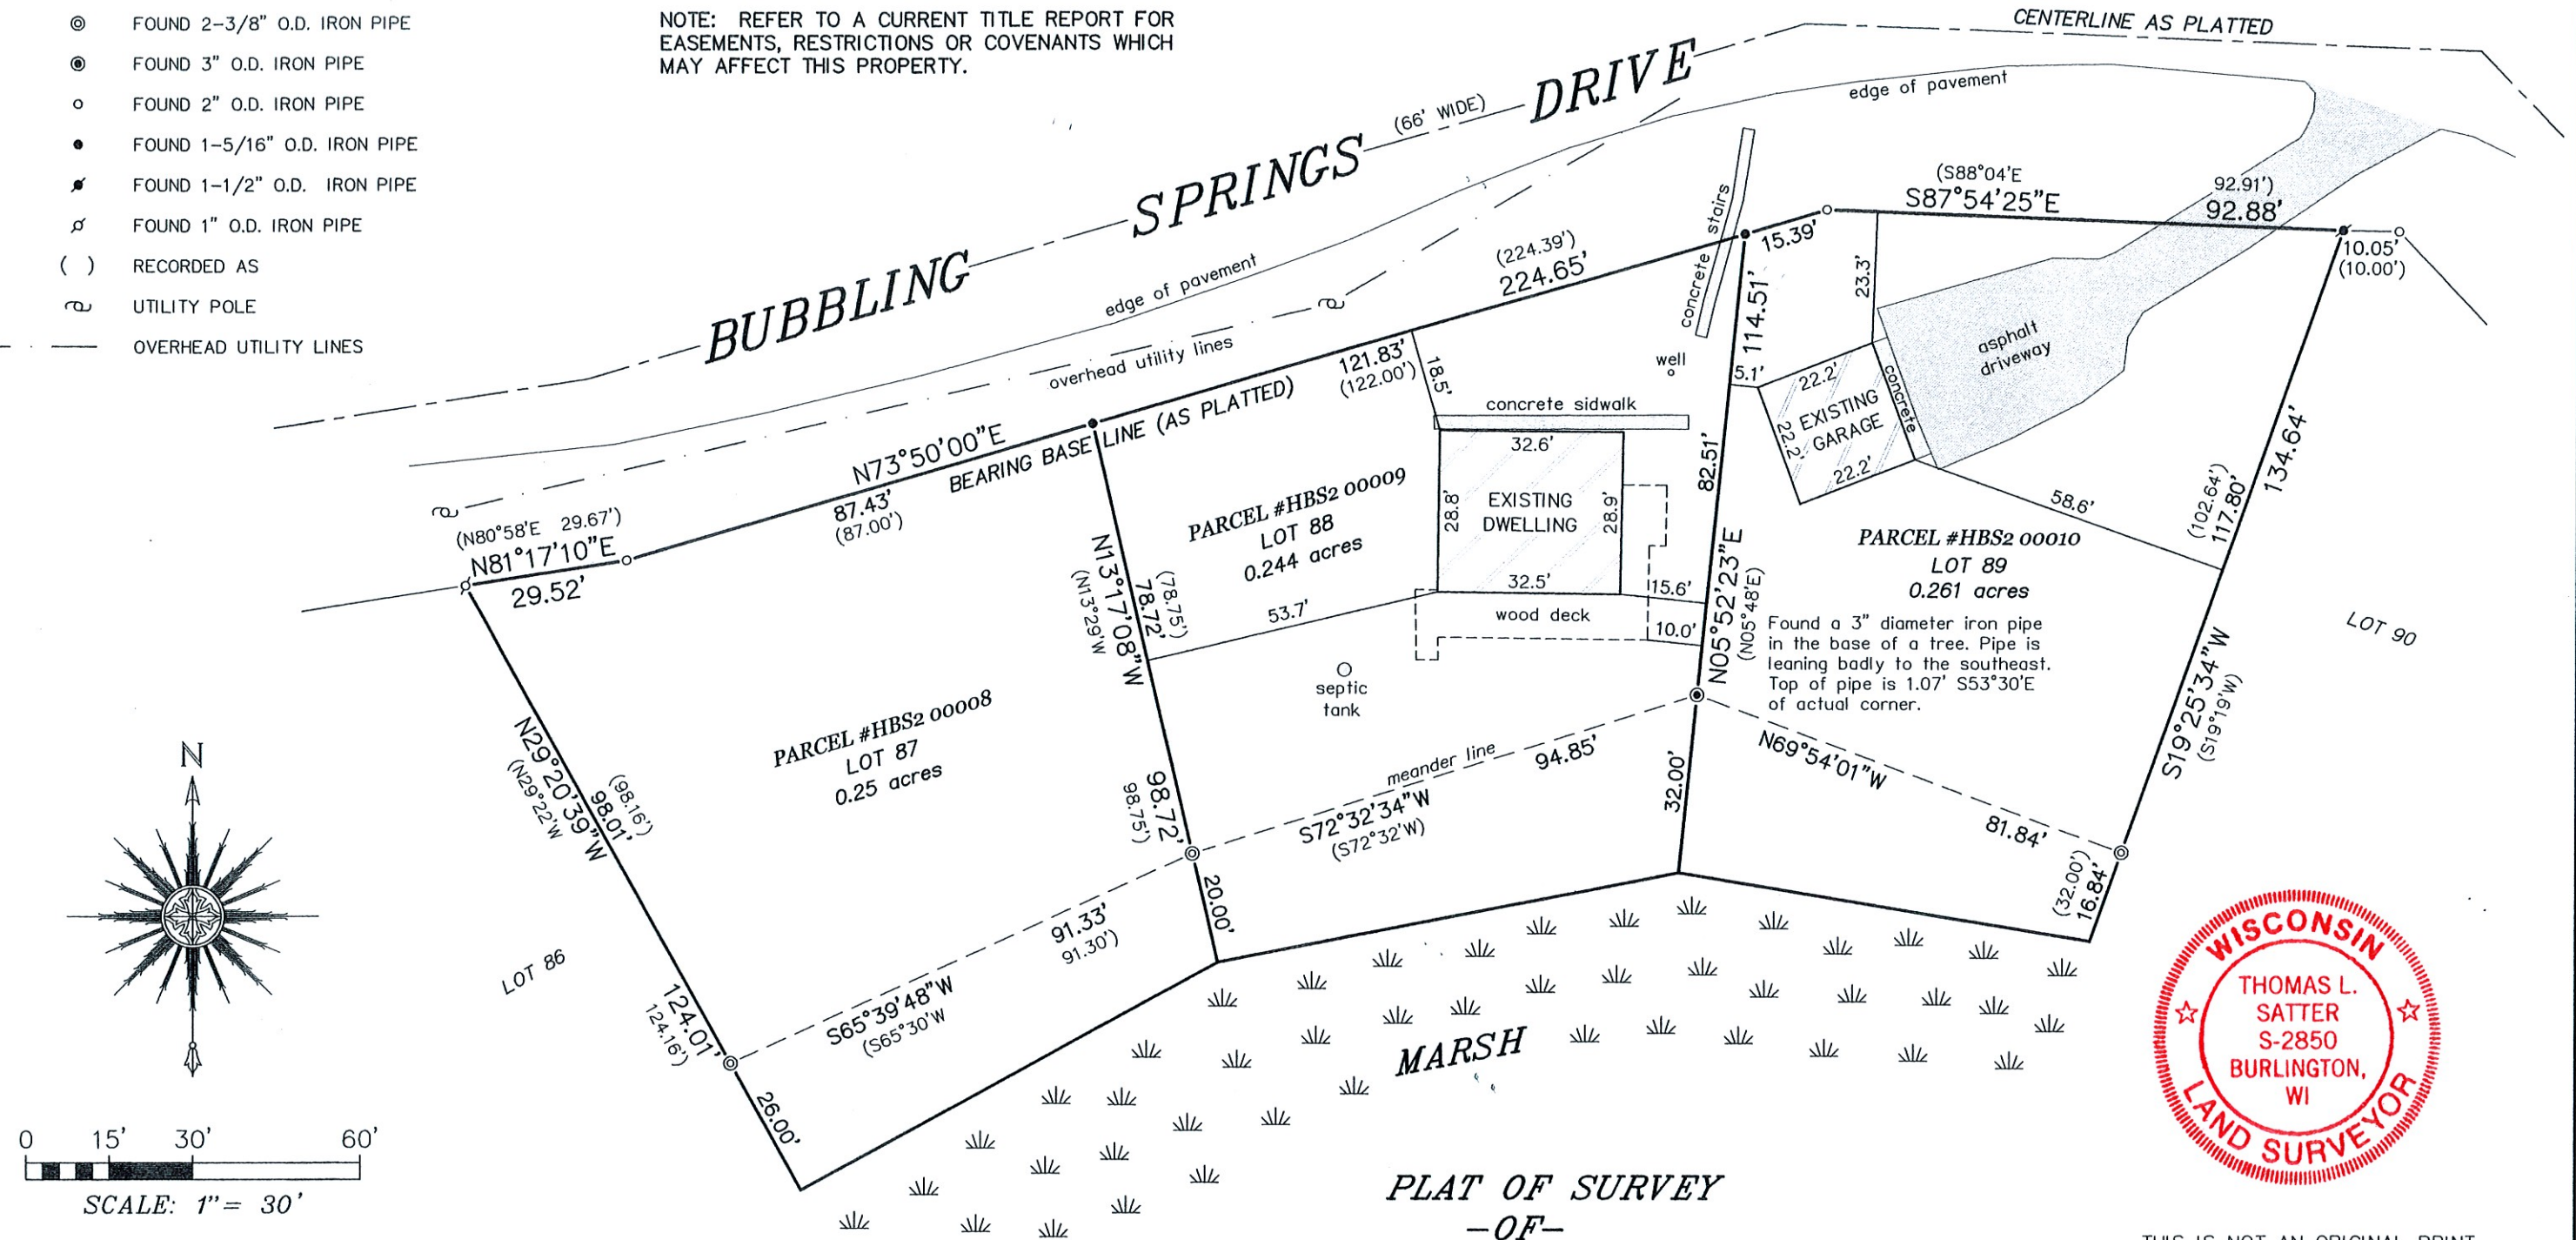 FOUND 2-3/8" O.D. IRON PIPE
FOUND 3" O.D. IRON PIPE
FOUND 2" O.D. IRON PIPE
FOUND 1-5/16" O.D. IRON PIPE
FOUND 1-1/2" O.D. IRON PIPE
FOUND 1" O.D. IRON PIPE
( ) RECORDED AS
UTILITY POLE
OVERHEAD UTILITY LINES
NOTE: REFER TO A CURRENT TITLE REPORT FOR
EASEMENTS, RESTRICTIONS OR COVENANTS WHICH
MAY AFFECT THIS PROPERTY.
CENTERLINE AS PLATTED
BUBBLING SPRINGS (66' WIDE) DRIVE
edge of pavement
edge of pavement
overhead utility lines
concrete stairs
(S88°04'E 92.91')
S87°54'25"E 92.88'
15.39'
10.05'
(10.00')
(224.39')
224.65'
121.83'
(122.00')
N73°50'00"E
BEARING BASE LINE (AS PLATTED)
87.43'
(87.00')
(N80°58'E 29.67')
N81°17'10"E
29.52'
18.5'
well
114.51'
5.1'
23.3'
22.2'
22.2'
22.2'
EXISTING
GARAGE
concrete
asphalt
driveway
58.6'
134.64'
(102.64')
117.80'
concrete sidwalk
32.6'
28.8'
EXISTING
DWELLING
28.9'
32.5'
15.6'
wood deck
10.0'
82.51'
N05°52'23"E
(N05°48'E)
PARCEL #HBS2 00009
LOT 88
0.244 acres
53.7'
N13°17'08"W
(N13°29'W
78.72'
(78.75')
98.72'
98.75')
septic
tank
PARCEL #HBS2 00010
LOT 89
0.261 acres
Found a 3" diameter iron pipe
in the base of a tree. Pipe is
leaning badly to the southeast.
Top of pipe is 1.07' S53°30'E
of actual corner.
LOT 90
S19°25'34"W
(S19°19'W)
PARCEL #HBS2 00008
LOT 87
0.25 acres
N29°20'39"W
(N29°22'W
98.01'
(98.16')
124.01'
124.16')
26.00'
LOT 86
S65°39'48"W
(S65°30'W
91.33'
91.30')
20.00'
meander line
94.85'
S72°32'34"W
(S72°32'W)
32.00'
N69°54'01"W
81.84'
(32.00')
16.84'
MARSH
N
0 15' 30' 60'
SCALE: 1"= 30'
PLAT OF SURVEY
-OF-
WISCONSIN
THOMAS L.
SATTER
S-2850
BURLINGTON,
WI
LAND SURVEYOR
THIS IS NOT AN ORIGINAL PRINT